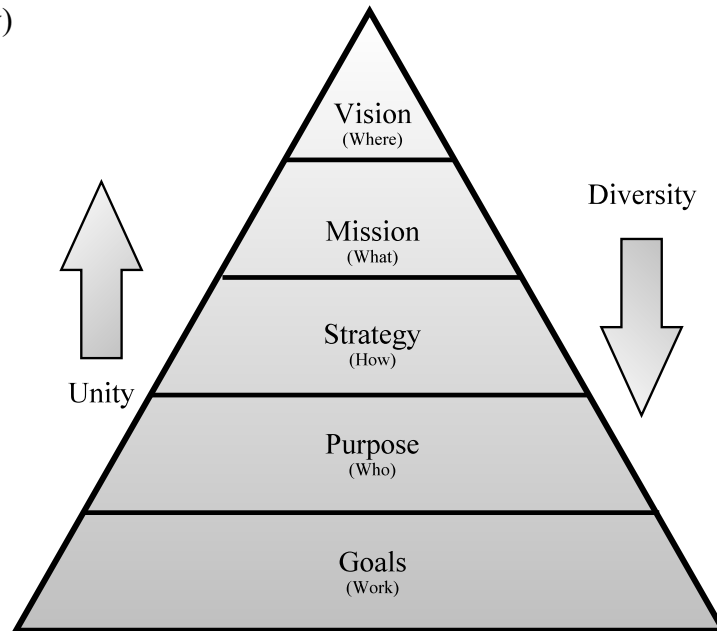 )
Vision
(Where)
Diversity
Mission
(What)
Strategy
(How)
Unity
Purpose
(Who)
Goals
(Work)